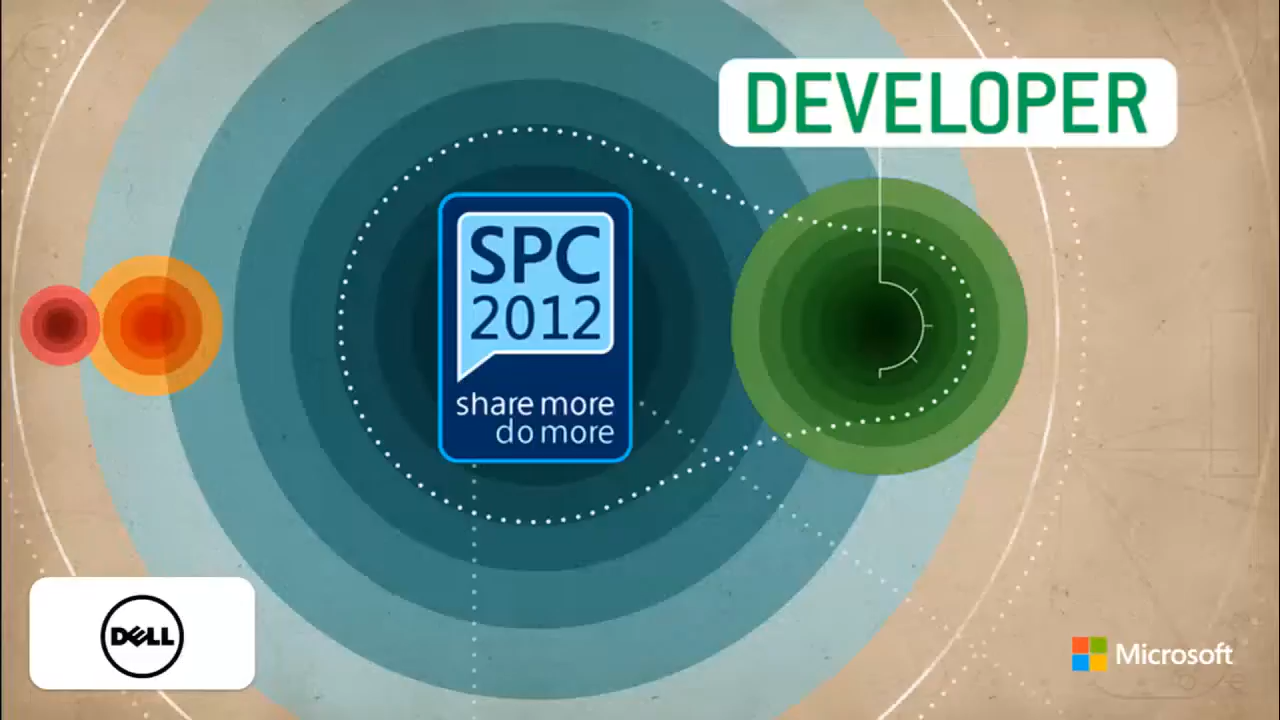 DEVELOPER
SPC
2012
share more
do more
DELL
Microsoft